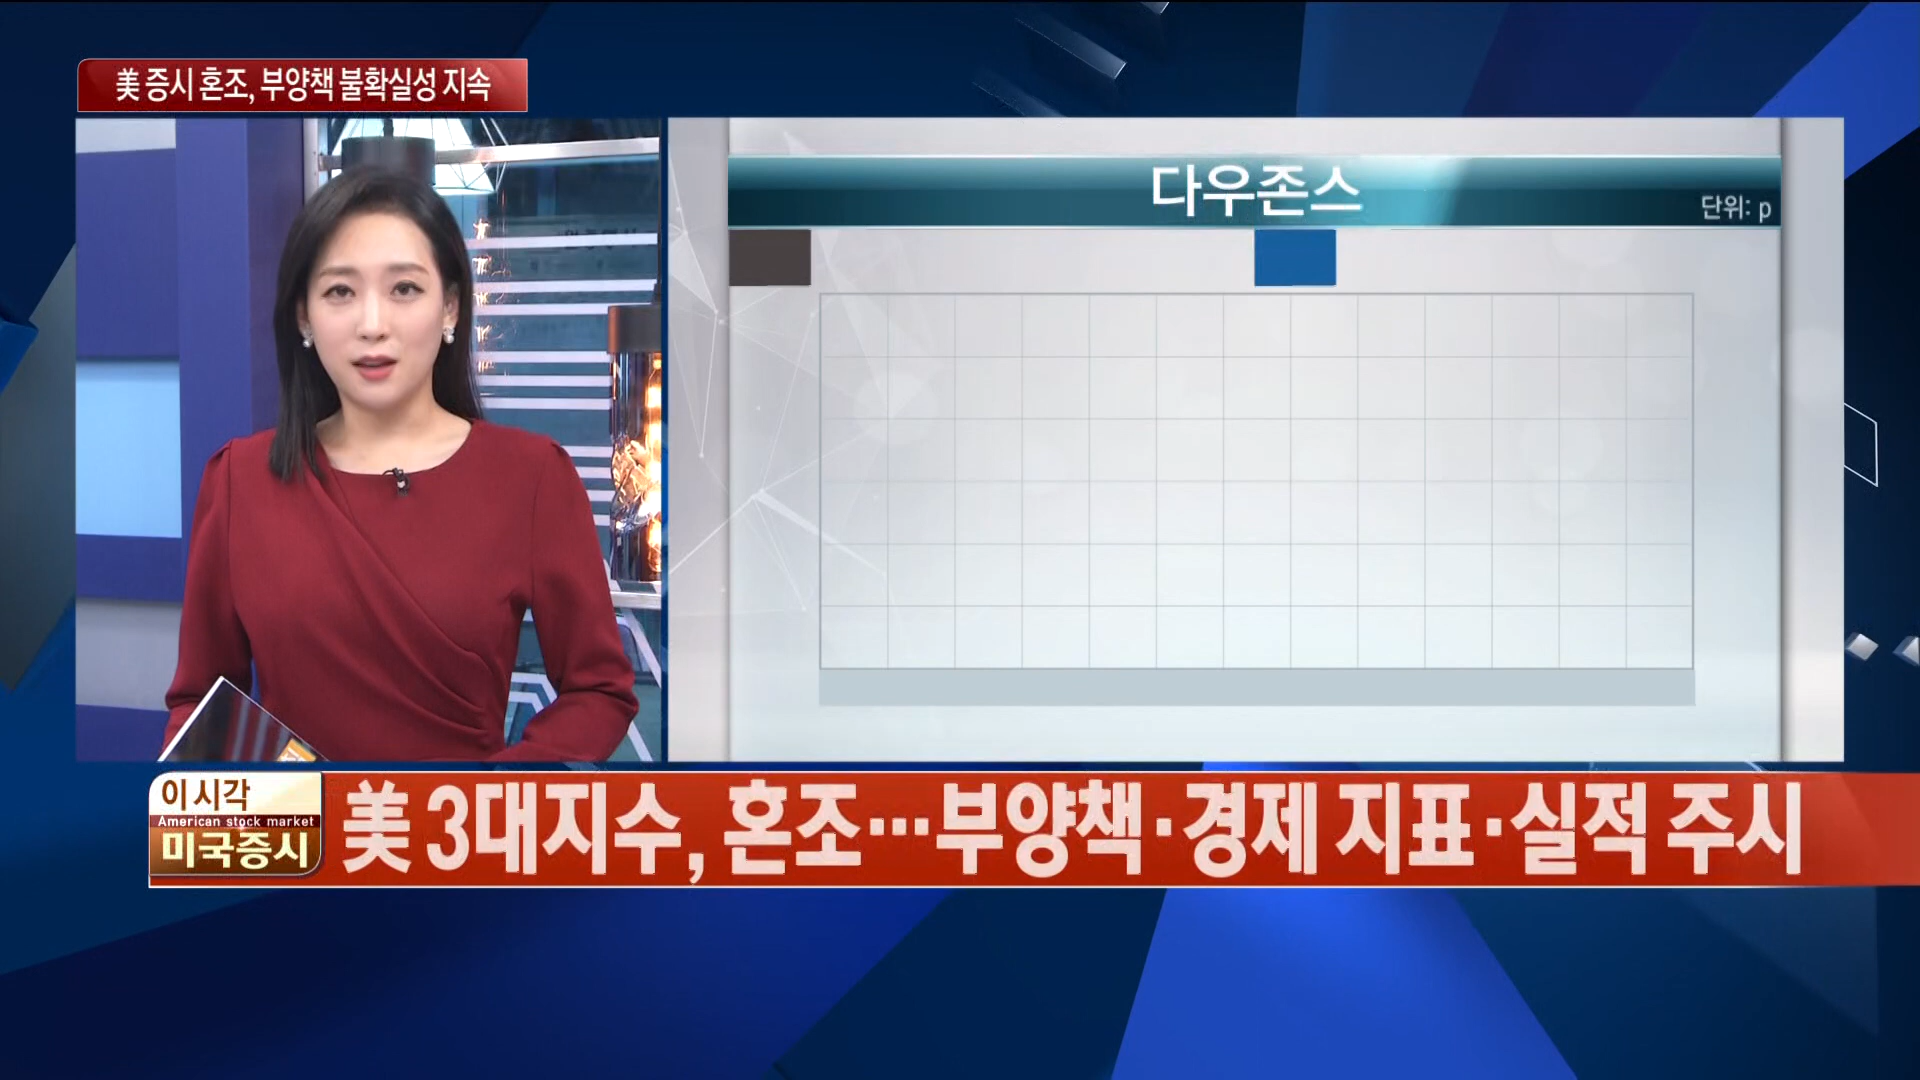 美 증시 혼조, 부양책 불확실성 지속
다우존스
단위: p
이 시각
American stock market
미국증시
美 3대지수, 혼조…부양책·경제 지표·실적 주시